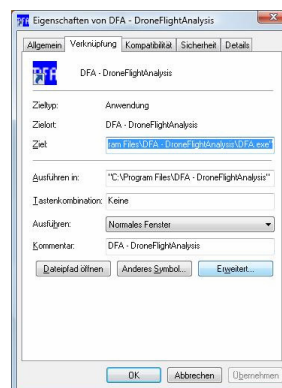 Eigenschaften von DFA - DroneFlightAnalysis
Allgemein Verknüpfung Kompatibilität Sicherheit Details
DFA
DFA - DroneFlightAnalysis
Zieltyp: Anwendung
Zielort: DFA - DroneFlightAnalysis
Ziel: ram Files\DFA - DroneFlightAnalysis\DFA.exe"
Ausführen in: "C:\Program Files\DFA - DroneFlightAnalysis"
Tastenkombination: Keine
Ausführen: Normales Fenster
Kommentar: DFA - DroneFlightAnalysis
Dateipfad öffnen Anderes Symbol... Erweitert...
OK Abbrechen Übernehmen